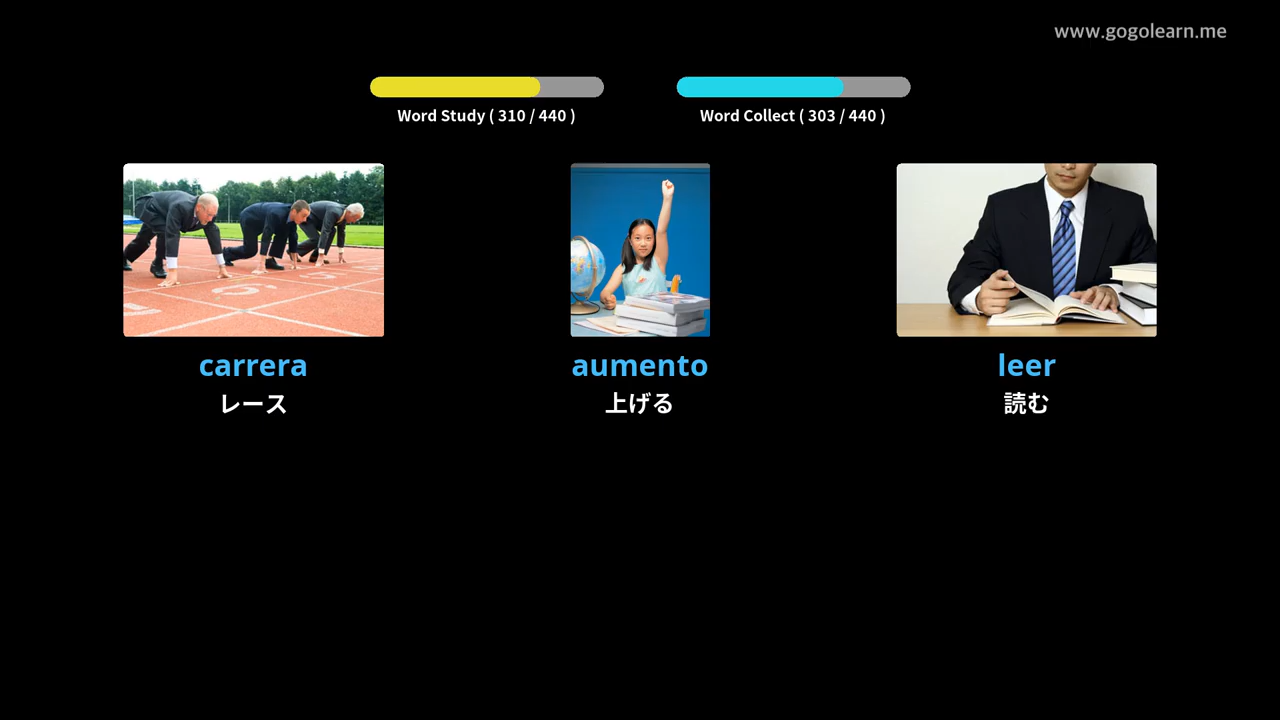 www.gogolearn.me
Word Study ( 310 / 440 )
Word Collect ( 303 / 440 )
carrera
レース
aumento
上げる
leer
読む